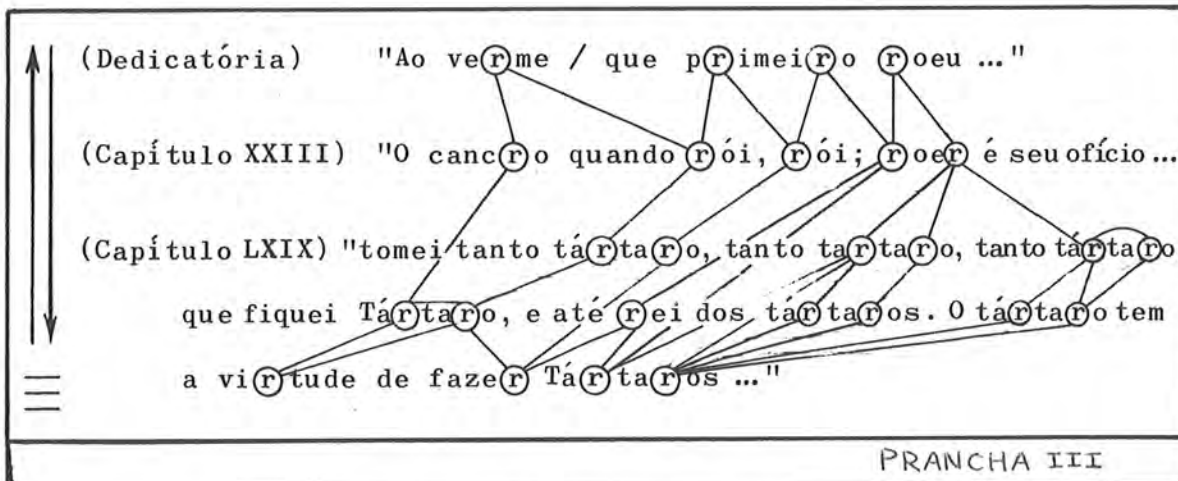 (Dedicatória) "Ao verme / que primeiro roeu ..."
(Capítulo XXIII) "O cancro quando rói, rói; roer é seu ofício ...
(Capítulo LXIX) "tomei tanto tártaro, tanto tartaro, tanto tártaro
que fiquei Tártaro, e até rei dos tártaros. O tártaro tem
a virtude de fazer Tártaros ..."
PRANCHA III